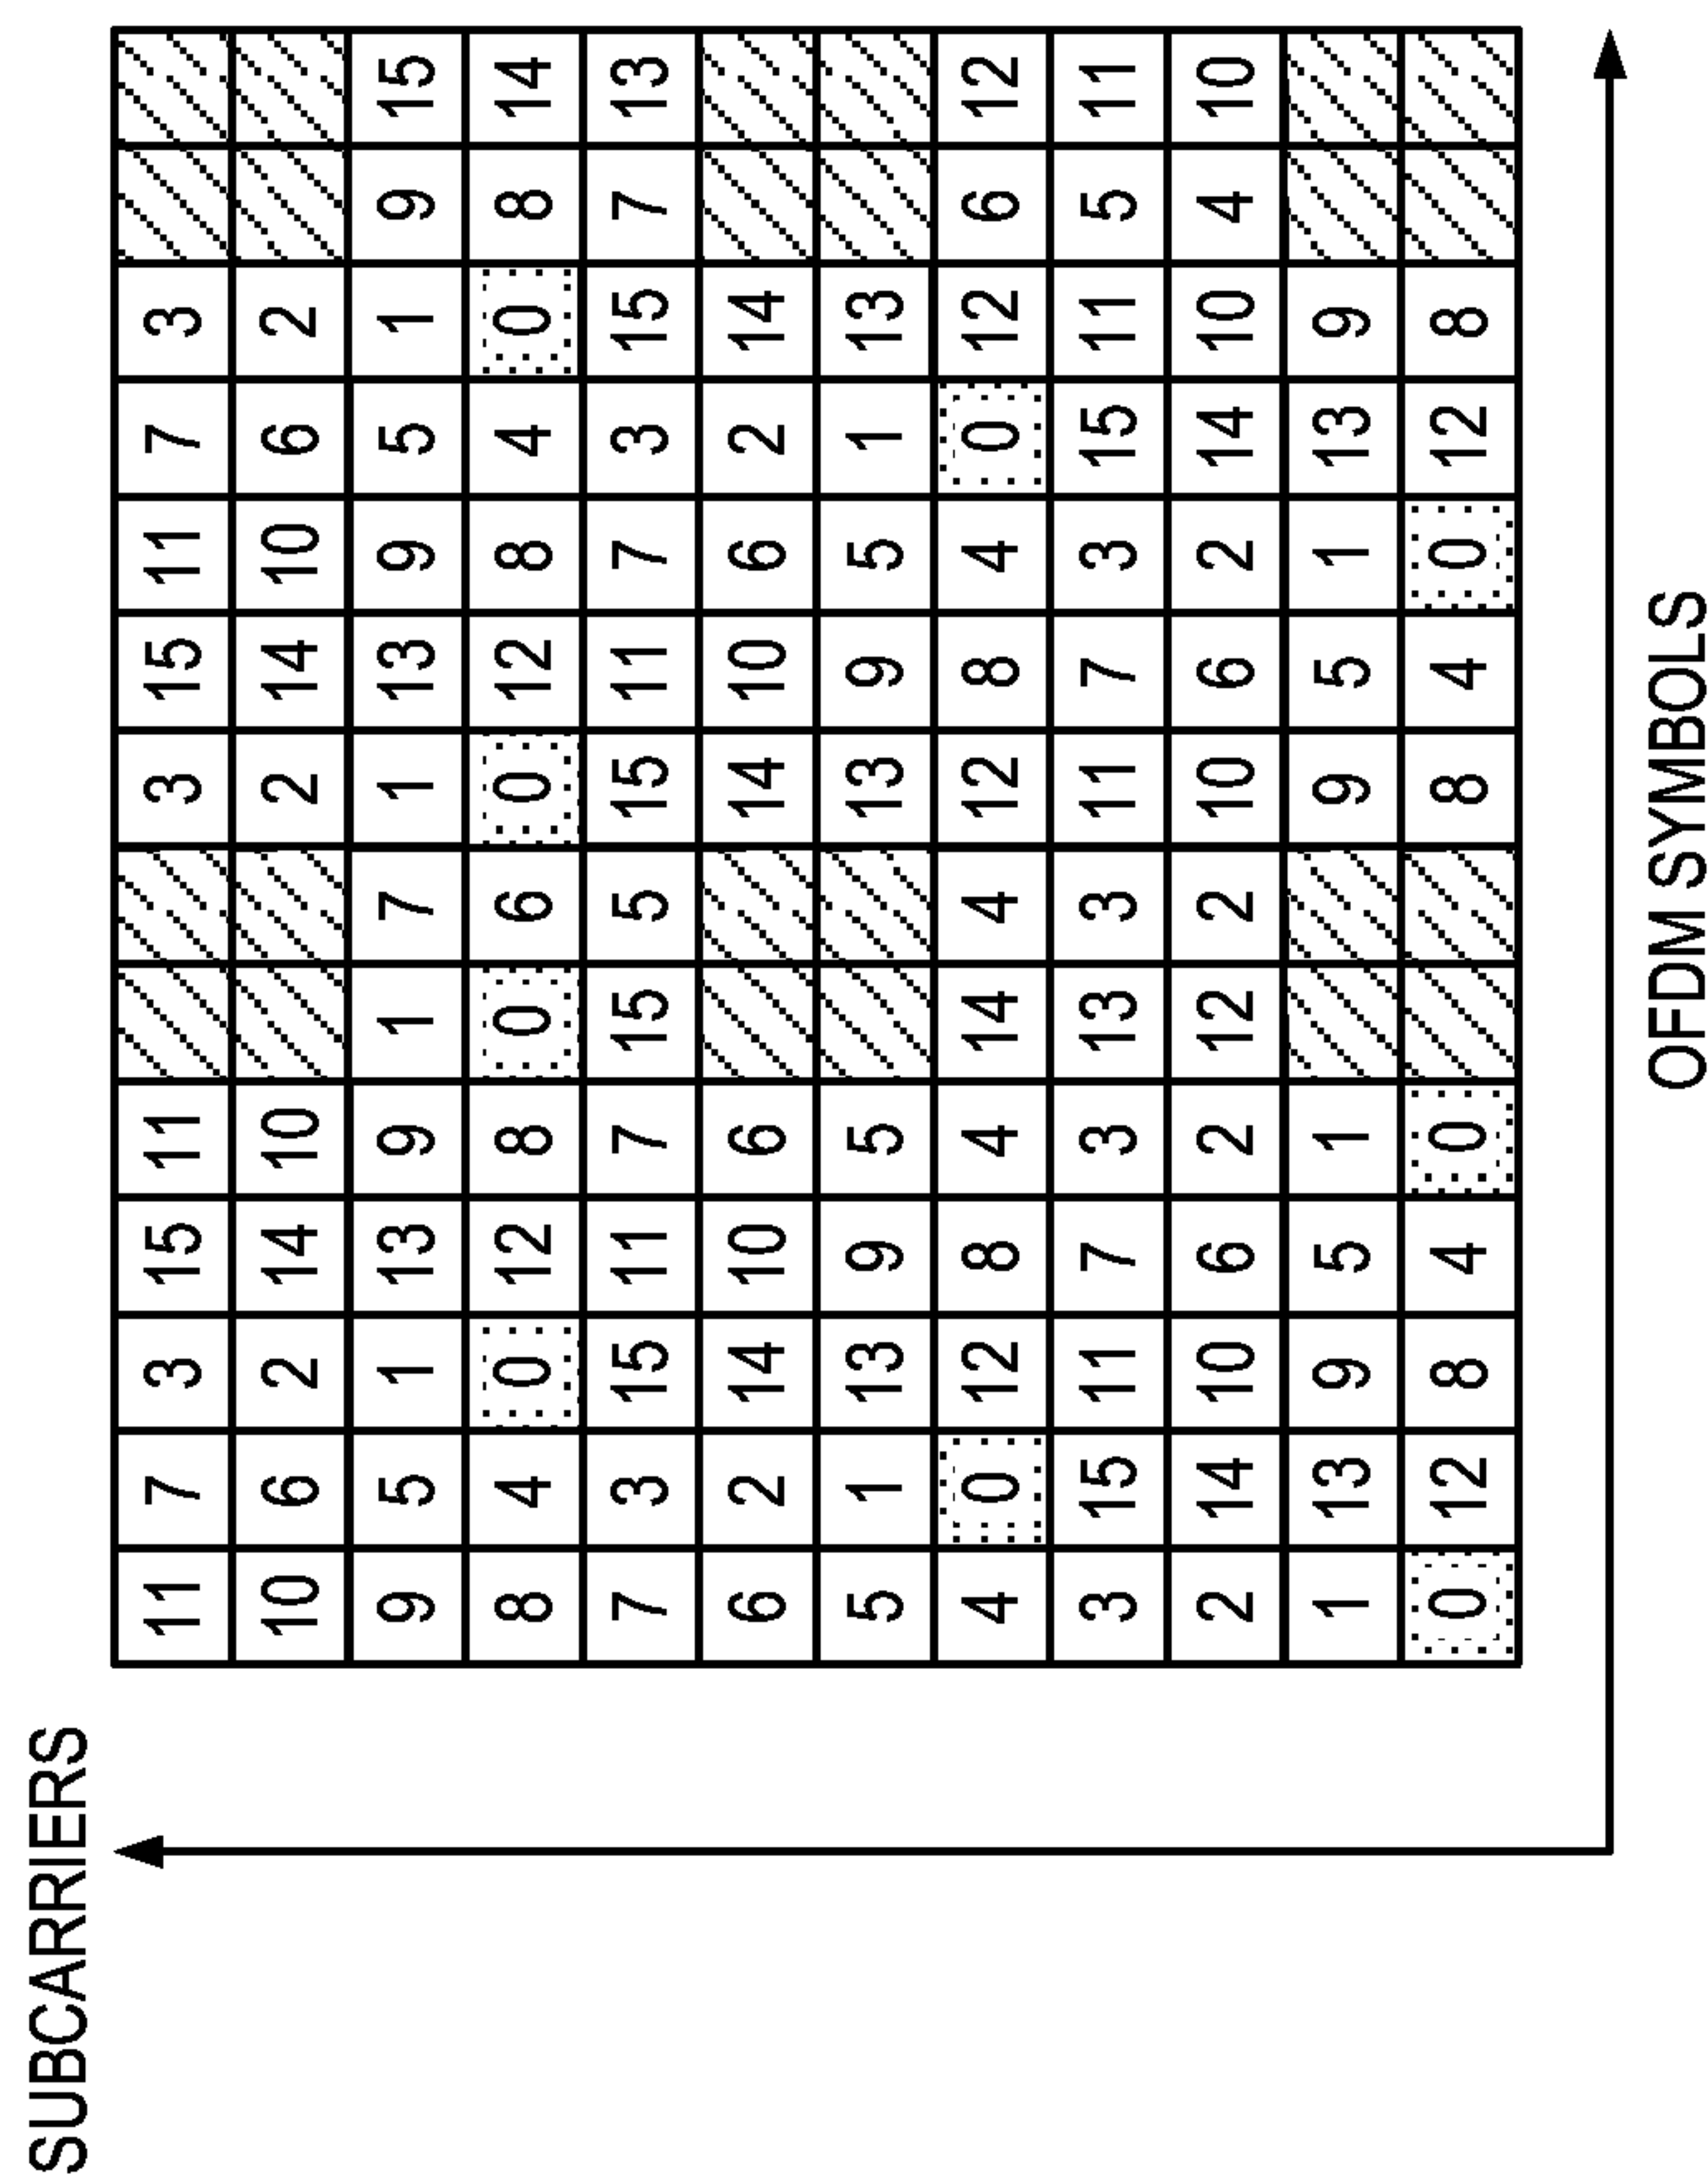 SUBCARRIERS
11 7 3 15 11 3 15 11 7 3
10 6 2 14 10 2 14 10 6 2
9 5 1 13 9 1 7 1 13 9 5 1 9 15
8 4 0 12 8 0 6 0 12 8 4 0 8 14
7 3 15 11 7 15 5 15 11 7 3 15 7 13
6 2 14 10 6 14 10 6 2 14
5 1 13 9 5 13 9 5 1 13
4 0 12 8 4 14 4 12 8 4 0 12 6 12
3 15 11 7 3 13 3 11 7 3 15 11 5 11
2 14 10 6 2 12 2 10 6 2 14 10 4 10
1 13 9 5 1 9 5 1 13 9
0 12 8 4 0 8 4 0 12 8
OFDM SYMBOLS